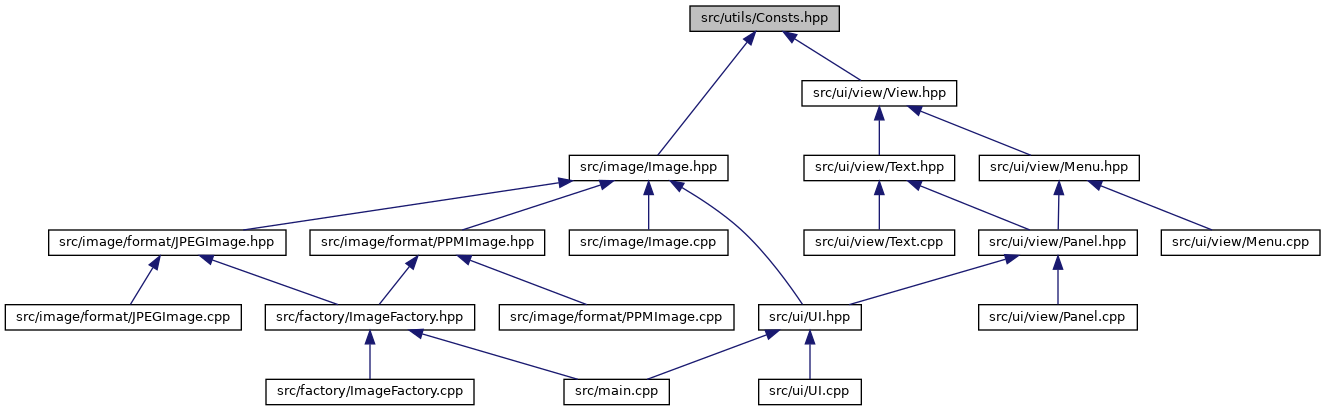 src/utils/Consts.hpp
src/ui/view/View.hpp
src/image/Image.hpp
src/ui/view/Text.hpp
src/ui/view/Menu.hpp
src/image/format/JPEGImage.hpp
src/image/format/PPMImage.hpp
src/image/Image.cpp
src/ui/view/Text.cpp
src/ui/view/Panel.hpp
src/ui/view/Menu.cpp
src/image/format/JPEGImage.cpp
src/factory/ImageFactory.hpp
src/image/format/PPMImage.cpp
src/ui/UI.hpp
src/ui/view/Panel.cpp
src/factory/ImageFactory.cpp
src/main.cpp
src/ui/UI.cpp